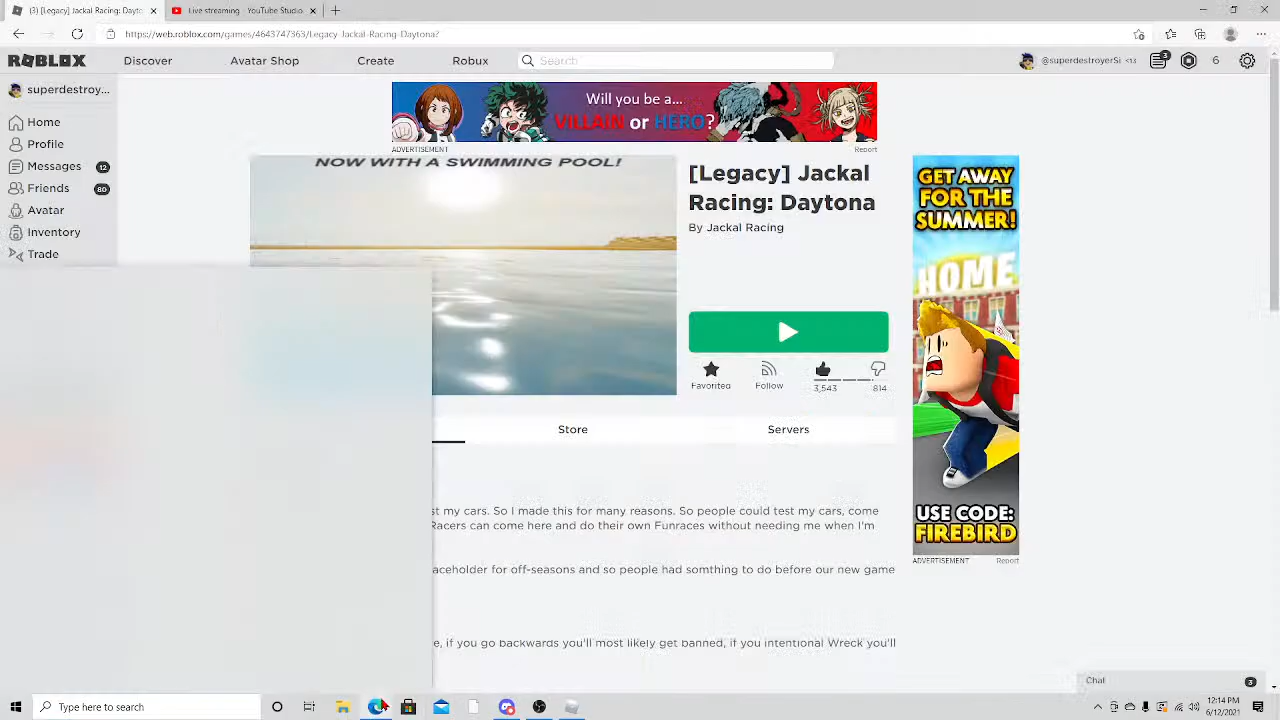 (3) [Legacy] Jackal Racing: Dayto
Live streaming - YouTube Studio
https://web.roblox.com/games/4643747363/Legacy-Jackal-Racing-Daytona?
ROBLOX
Discover
Avatar Shop
Create
Robux
Search
@superdestroyerSi <13
6
superdestroy...
Home
Profile
Messages
12
Friends
80
Avatar
Inventory
Trade
Will you be a...
VILLAIN or HERO?
ADVERTISEMENT
Report
NOW WITH A SWIMMING POOL!
[Legacy] Jackal
Racing: Daytona
By Jackal Racing
Favorited
Follow
3,543
814
Store
Servers
st my cars. So I made this for many reasons. So people could test my cars, come
Racers can come here and do their own Funraces without needing me when I'm
aceholder for off-seasons and so people had somthing to do before our new game
e, if you go backwards you'll most likely get banned, if you intentional Wreck you'll
GET AWAY
FOR THE
SUMMER!
HOME
USE CODE:
FIREBIRD
ADVERTISEMENT
Report
Chat
Type here to search
12:14 PM
6/12/2021